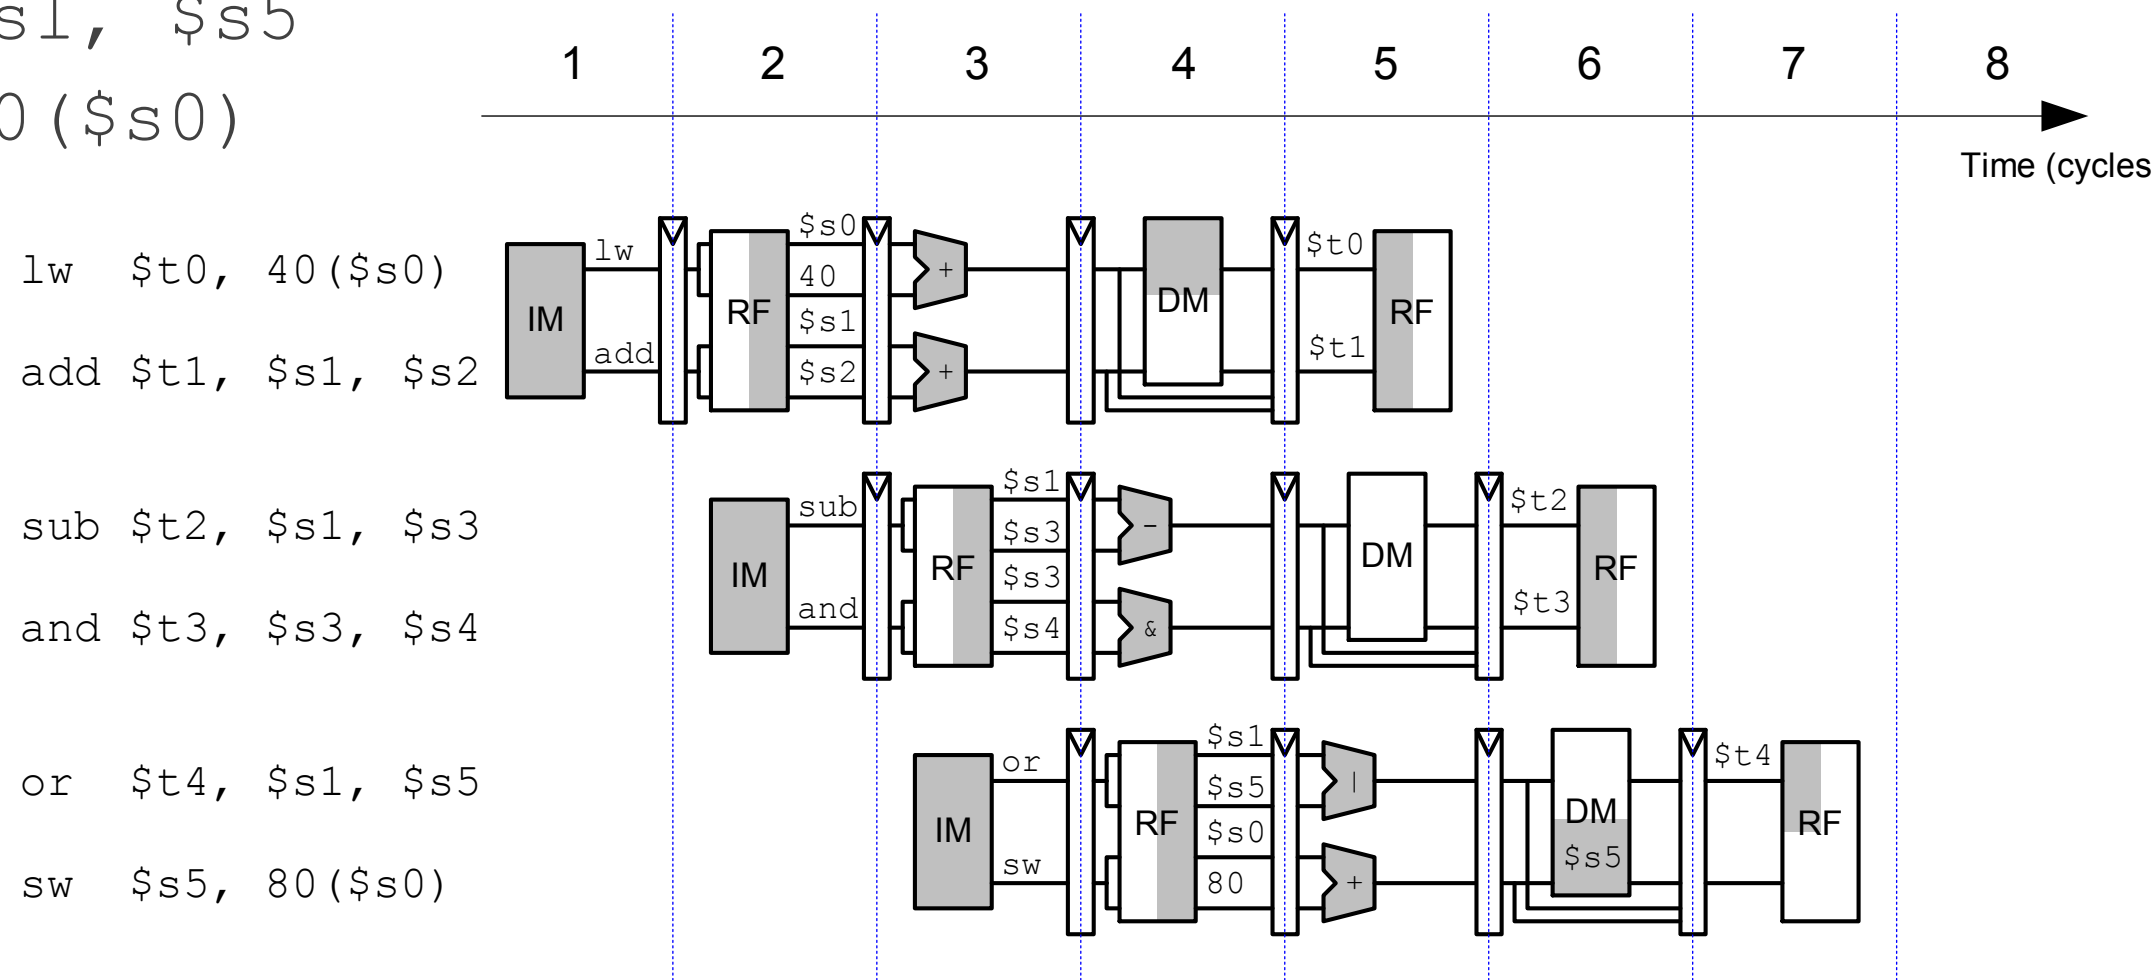 s1, $s5
0($s0)
1 2 3 4 5 6 7 8
Time (cycles
lw $t0, 40($s0)
add $t1, $s1, $s2
IM
lw
add
RF
$s0
40
$s1
$s2
+
+
DM
$t0
$t1
RF
sub $t2, $s1, $s3
and $t3, $s3, $s4
IM
sub
and
RF
$s1
$s3
$s3
$s4
-
&
DM
$t2
$t3
RF
or $t4, $s1, $s5
sw $s5, 80($s0)
IM
or
sw
RF
$s1
$s5
$s0
80
|
+
DM
$s5
$t4
RF